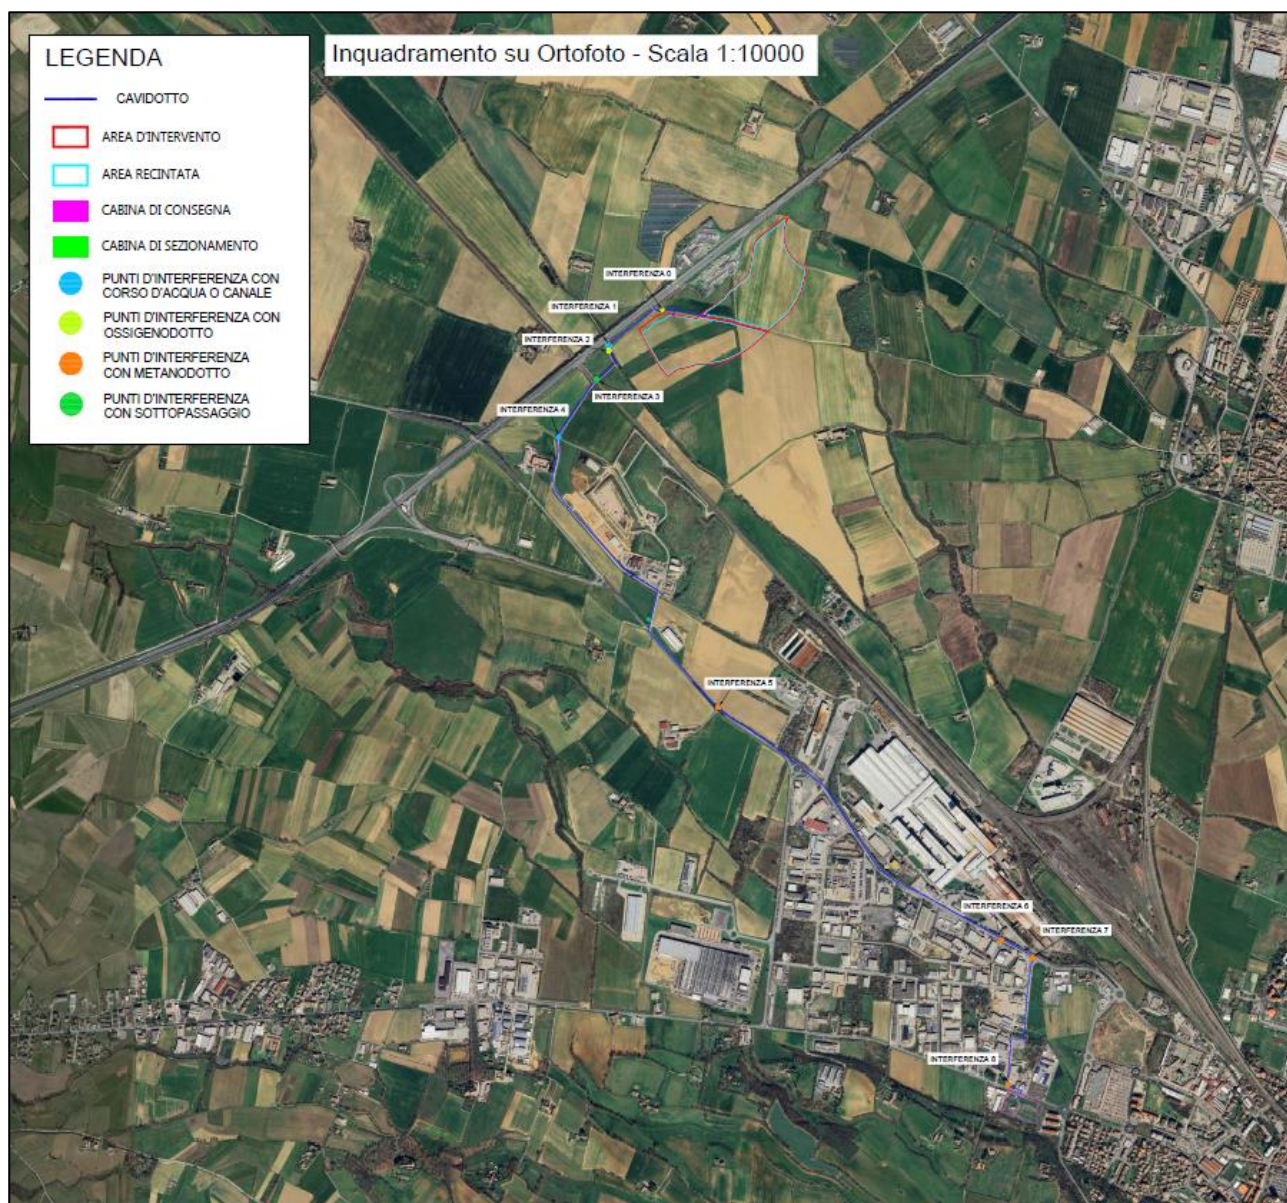 LEGENDA
CAVIDOTTO
AREA D'INTERVENTO
AREA RECINTATA
CABINA DI CONSEGNA
CABINA DI SEZIONAMENTO
PUNTI D'INTERFERENZA CON
CORSO D'ACQUA O CANALE
PUNTI D'INTERFERENZA CON
OSSIGENODOTTO
PUNTI D'INTERFERENZA
CON METANODOTTO
PUNTI D'INTERFERENZA
CON SOTTOPASSAGGIO
Inquadramento su Ortofoto - Scala 1:10000
INTERFERENZA 0
INTERFERENZA 1
INTERFERENZA 2
INTERFERENZA 3
INTERFERENZA 4
INTERFERENZA 5
INTERFERENZA 6
INTERFERENZA 7
INTERFERENZA 8